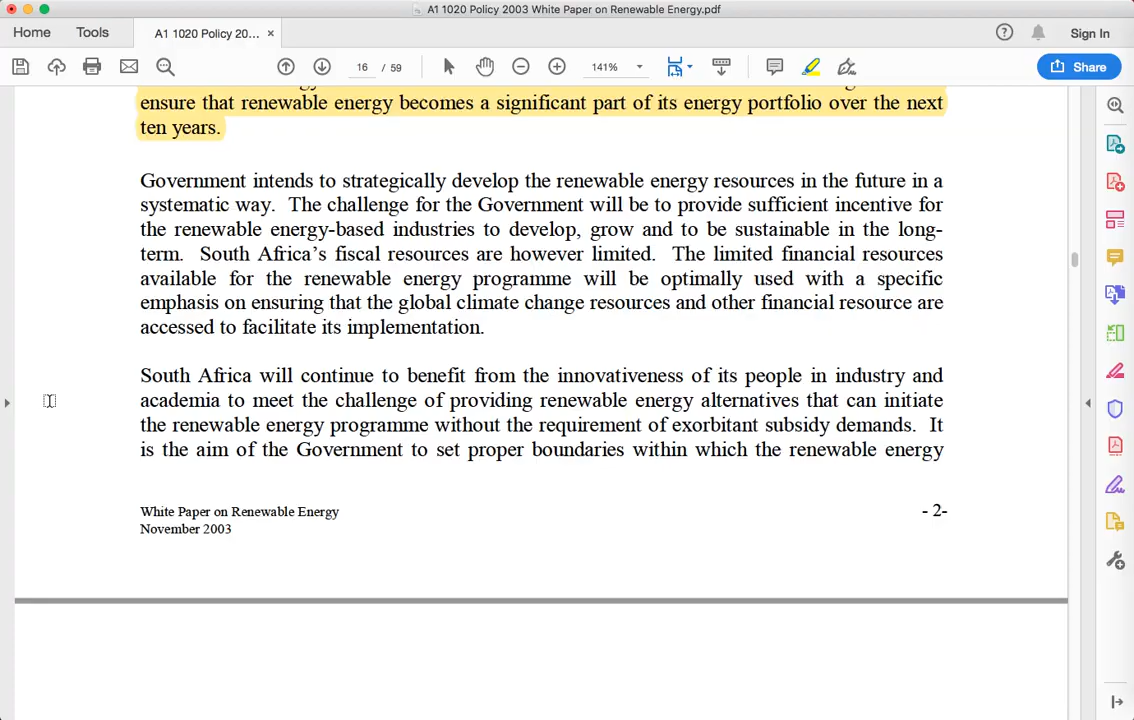 A1 1020 Policy 2003 White Paper on Renewable Energy.pdf
Home Tools A1 1020 Policy 20... × ? Sign In
16 / 59 141% Share
ensure that renewable energy becomes a significant part of its energy portfolio over the next
ten years.
Government intends to strategically develop the renewable energy resources in the future in a
systematic way. The challenge for the Government will be to provide sufficient incentive for
the renewable energy-based industries to develop, grow and to be sustainable in the long-
term. South Africa's fiscal resources are however limited. The limited financial resources
available for the renewable energy programme will be optimally used with a specific
emphasis on ensuring that the global climate change resources and other financial resource are
accessed to facilitate its implementation.
South Africa will continue to benefit from the innovativeness of its people in industry and
academia to meet the challenge of providing renewable energy alternatives that can initiate
the renewable energy programme without the requirement of exorbitant subsidy demands. It
is the aim of the Government to set proper boundaries within which the renewable energy
White Paper on Renewable Energy - 2-
November 2003